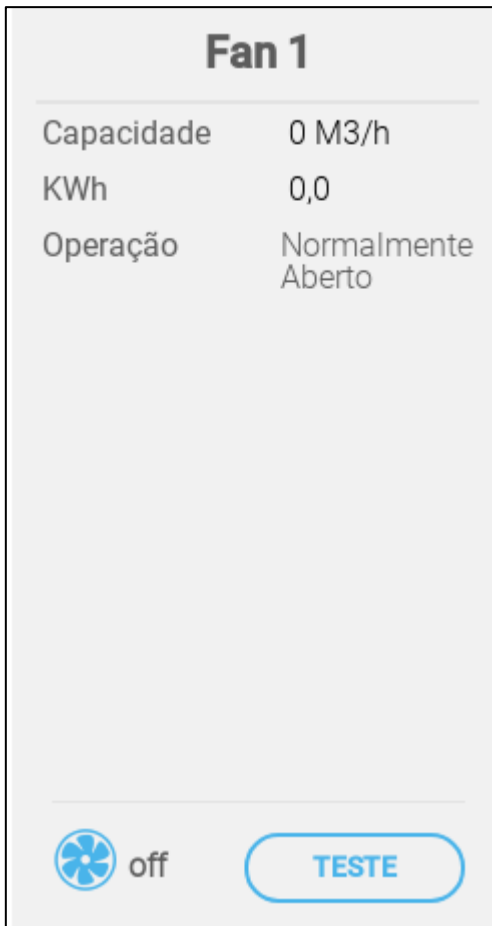 Fan 1
Capacidade 0 M3/h
KWh 0,0
Operação Normalmente
Aberto
off TESTE